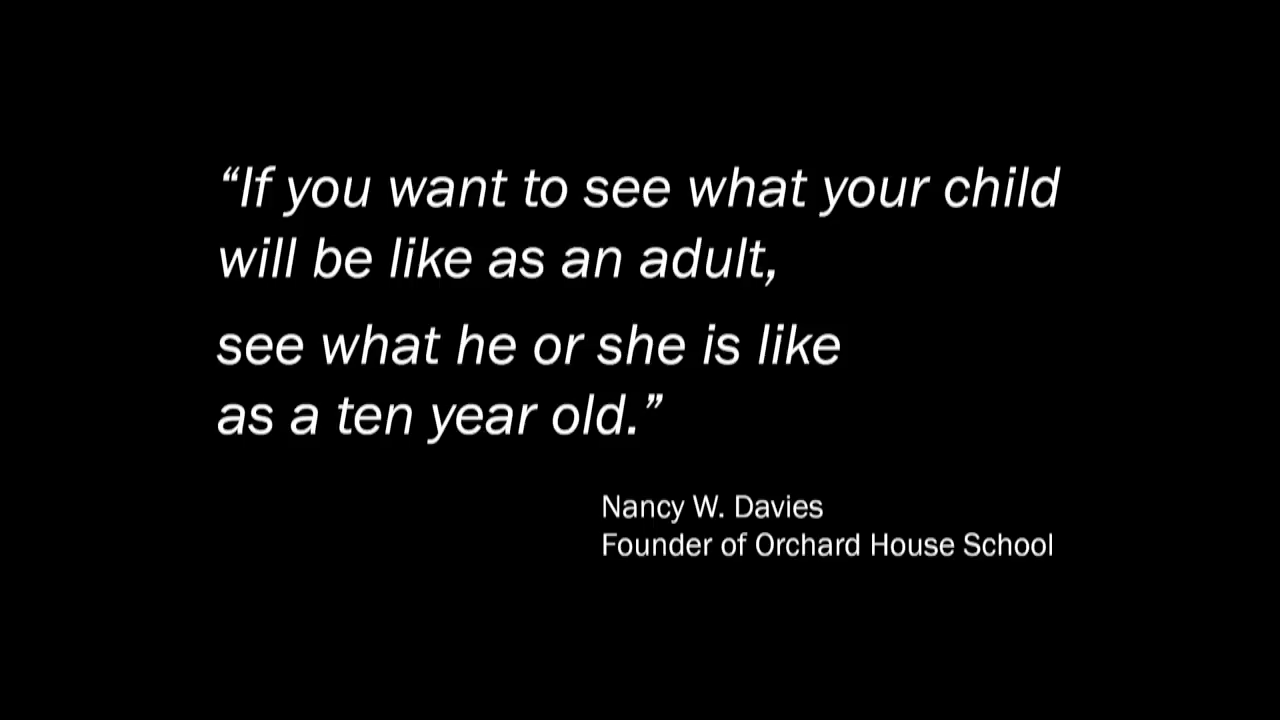 “If you want to see what your child
will be like as an adult,
see what he or she is like
as a ten year old.”
Nancy W. Davies
Founder of Orchard House School